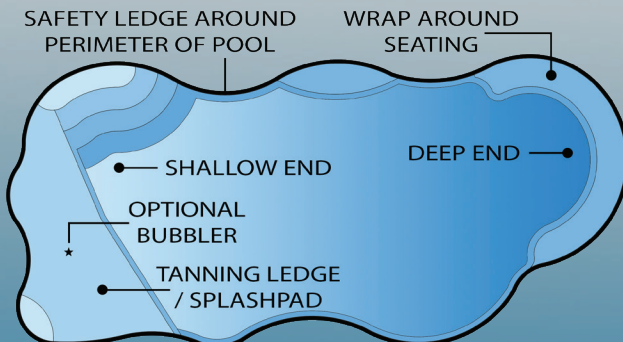 SAFETY LEDGE AROUND
PERIMETER OF POOL
WRAP AROUND
SEATING
SHALLOW END
DEEP END
OPTIONAL
BUBBLER
TANNING LEDGE
/ SPLASHPAD